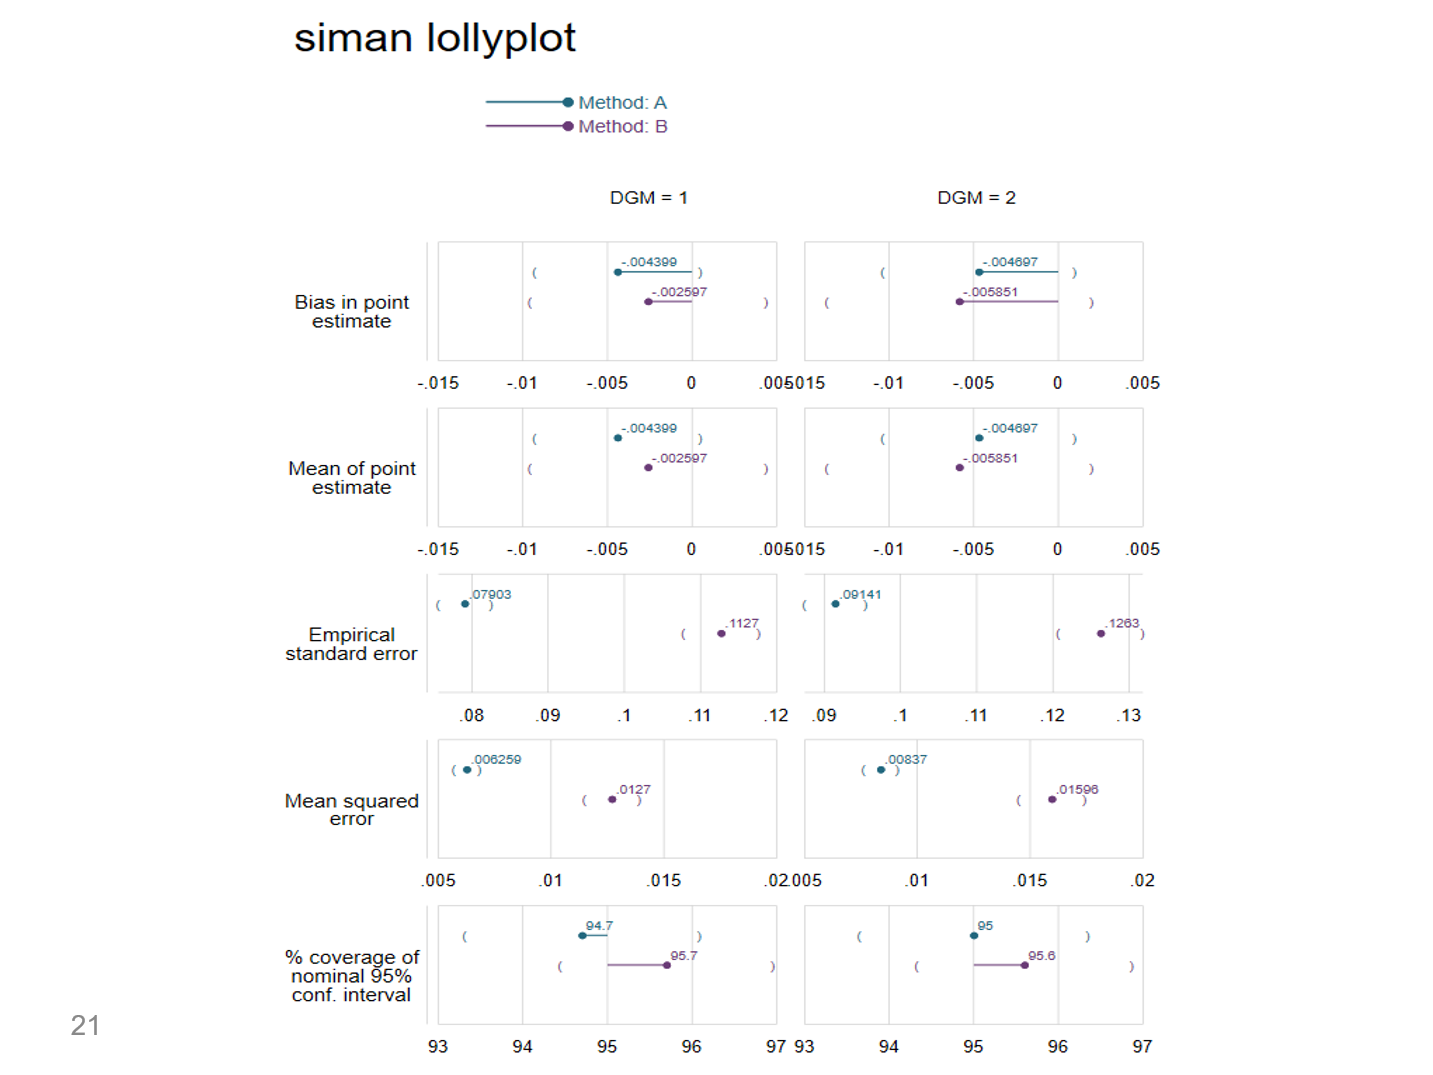 siman lollyplot
Method: A
Method: B
DGM = 1
DGM = 2
Bias in point
estimate
-.004399
-.002597
-.004697
-.005851
-.015 -.01 -.005 0 .005
-.015 -.01 -.005 0 .005
Mean of point
estimate
-.004399
-.002597
-.004697
-.005851
-.015 -.01 -.005 0 .005
-.015 -.01 -.005 0 .005
Empirical
standard error
.07903
.1127
.09141
.1263
.08 .09 .1 .11 .12
.09 .1 .11 .12 .13
Mean squared
error
.006259
.0127
.00837
.01596
.005 .01 .015 .02
.005 .01 .015 .02
% coverage of
nominal 95%
conf. interval
94.7
95.7
95
95.6
93 94 95 96 97
93 94 95 96 97
21